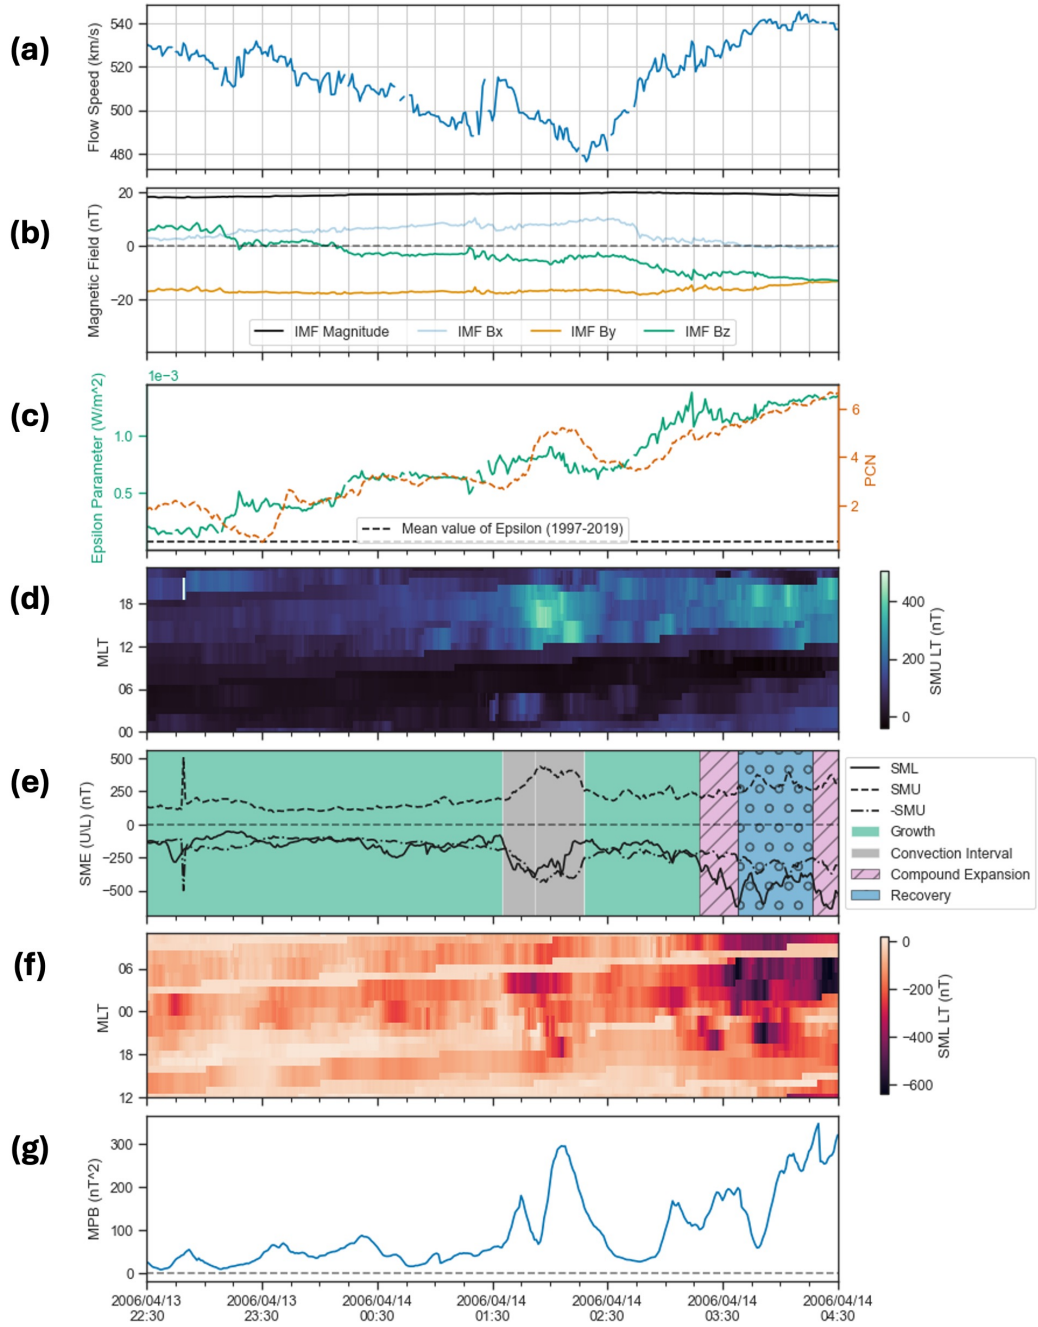 (a)
Flow Speed (km/s)
540
520
500
480
(b)
Magnetic Field (nT)
20
0
−20
IMF Magnitude
IMF Bx
IMF By
IMF Bz
(c)
Epsilon Parameter (W/m^2)
1e−3
1.0
0.5
Mean value of Epsilon (1997-2019)
6
4
2
PCN
(d)
MLT
18
12
06
00
400
200
0
SMU LT (nT)
(e)
SME (U\L) (nT)
500
250
0
−250
−500
SML
SMU
-SMU
Growth
Convection Interval
Compound Expansion
Recovery
(f)
MLT
06
00
18
12
0
−200
−400
−600
SML LT (nT)
(g)
MPB (nT^2)
300
200
100
0
2006/04/13 2006/04/13 2006/04/14 2006/04/14 2006/04/14 2006/04/14 2006/04/14
22:30 23:30 00:30 01:30 02:30 03:30 04:30